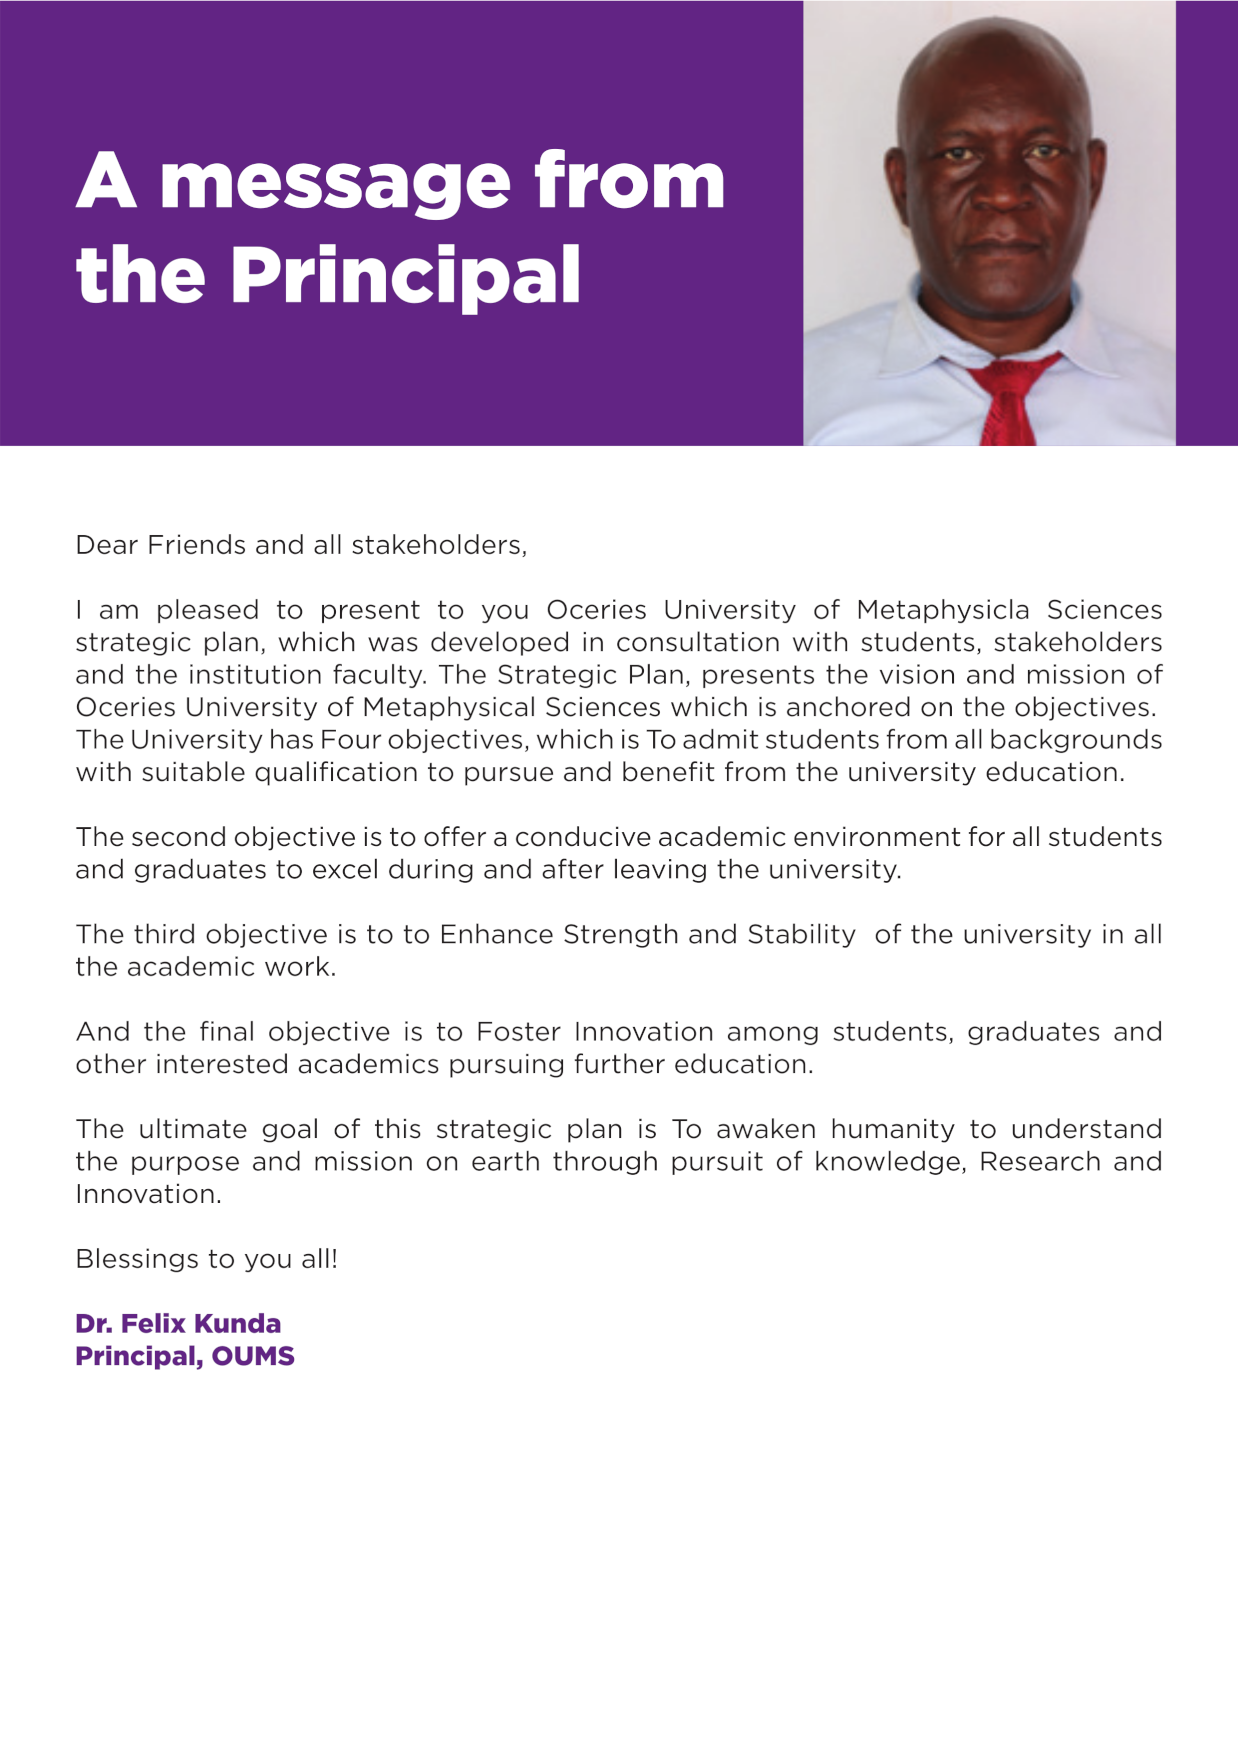 A message from
the Principal
Dear Friends and all stakeholders,
I am pleased to present to you Oceries University of Metaphysicla Sciences
strategic plan, which was developed in consultation with students, stakeholders
and the institution faculty. The Strategic Plan, presents the vision and mission of
Oceries University of Metaphysical Sciences which is anchored on the objectives.
The University has Four objectives, which is To admit students from all backgrounds
with suitable qualification to pursue and benefit from the university education.
The second objective is to offer a conducive academic environment for all students
and graduates to excel during and after leaving the university.
The third objective is to to Enhance Strength and Stability  of the university in all
the academic work.
And the final objective is to Foster Innovation among students, graduates and
other interested academics pursuing further education.
The ultimate goal of this strategic plan is To awaken humanity to understand
the purpose and mission on earth through pursuit of knowledge, Research and
Innovation.
Blessings to you all!
Dr. Felix Kunda
Principal, OUMS